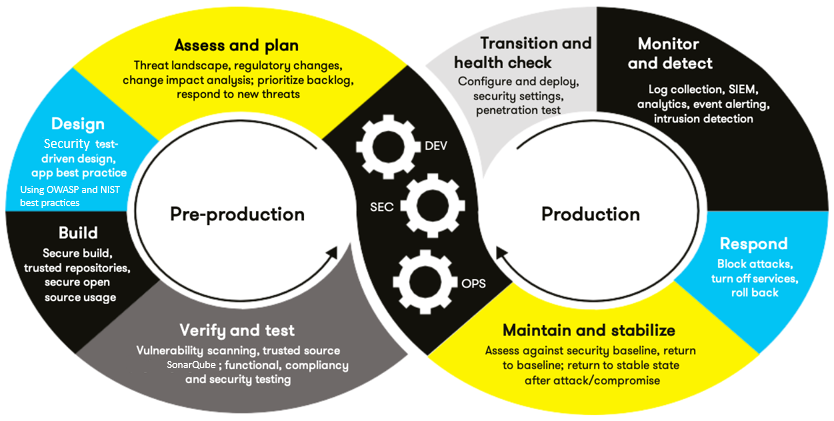 Assess and plan
Threat landscape, regulatory changes,
change impact analysis; prioritize backlog,
respond to new threats
Design
Security test-
driven design,
app best practice
Using OWASP and NIST
best practices
Build
Secure build,
trusted repositories,
secure open
source usage
Verify and test
Vulnerability scanning, trusted source
SonarQube ; functional, compliancy
and security testing
Pre-production
DEV
SEC
OPS
Transition and
health check
Configure and deploy,
security settings,
penetration test
Monitor
and detect
Log collection, SIEM,
analytics, event alerting,
intrusion detection
Production
Respond
Block attacks,
turn off services,
roll back
Maintain and stabilize
Assess against security baseline, return
to baseline; return to stable state
after attack/compromise